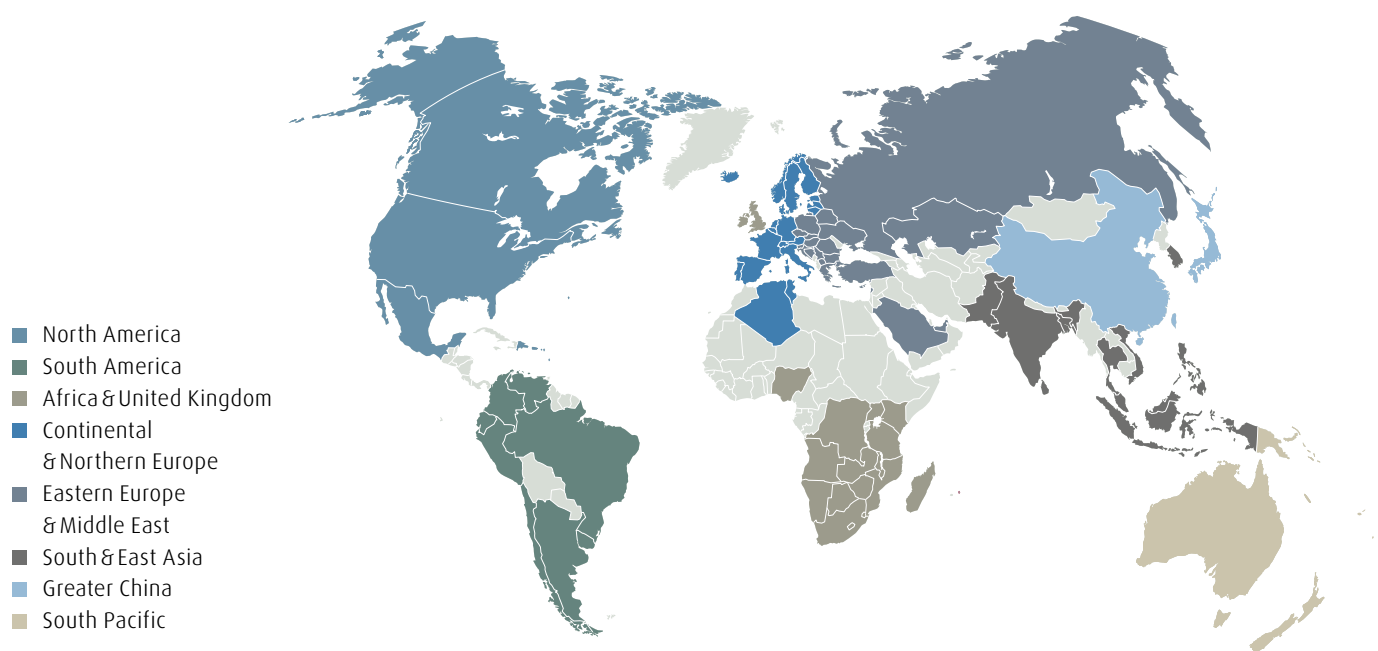 North America
South America
Africa & United Kingdom
Continental
& Northern Europe
Eastern Europe
& Middle East
South & East Asia
Greater China
South Pacific